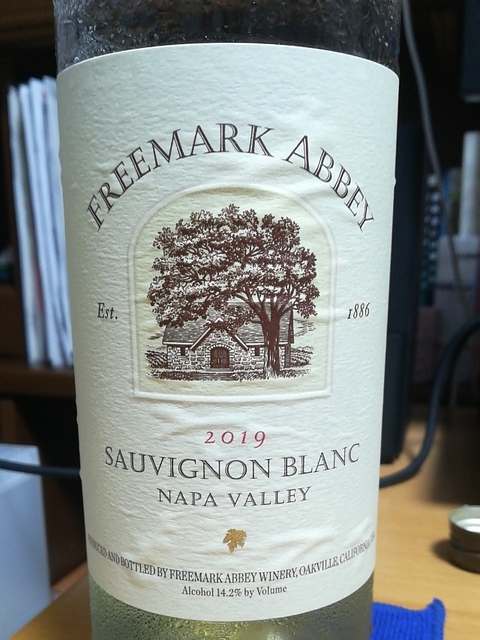 FREEMARK ABBEY
Est. 1886
2019
SAUVIGNON BLANC
NAPA VALLEY
AND BOTTLED BY FREEMARK ABBEY WINERY, OAKVILLE, CALIFORNIA
Alcohol 14.2% by Volume